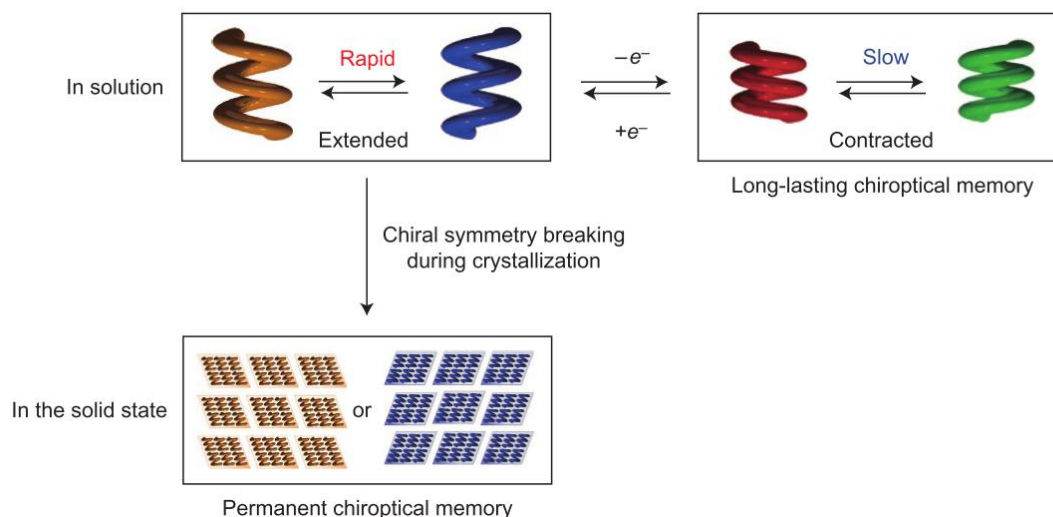 In solution
Rapid
Extended
–e–
+e–
Slow
Contracted
Long-lasting chiroptical memory
Chiral symmetry breaking
during crystallization
In the solid state
or
Permanent chiroptical memory